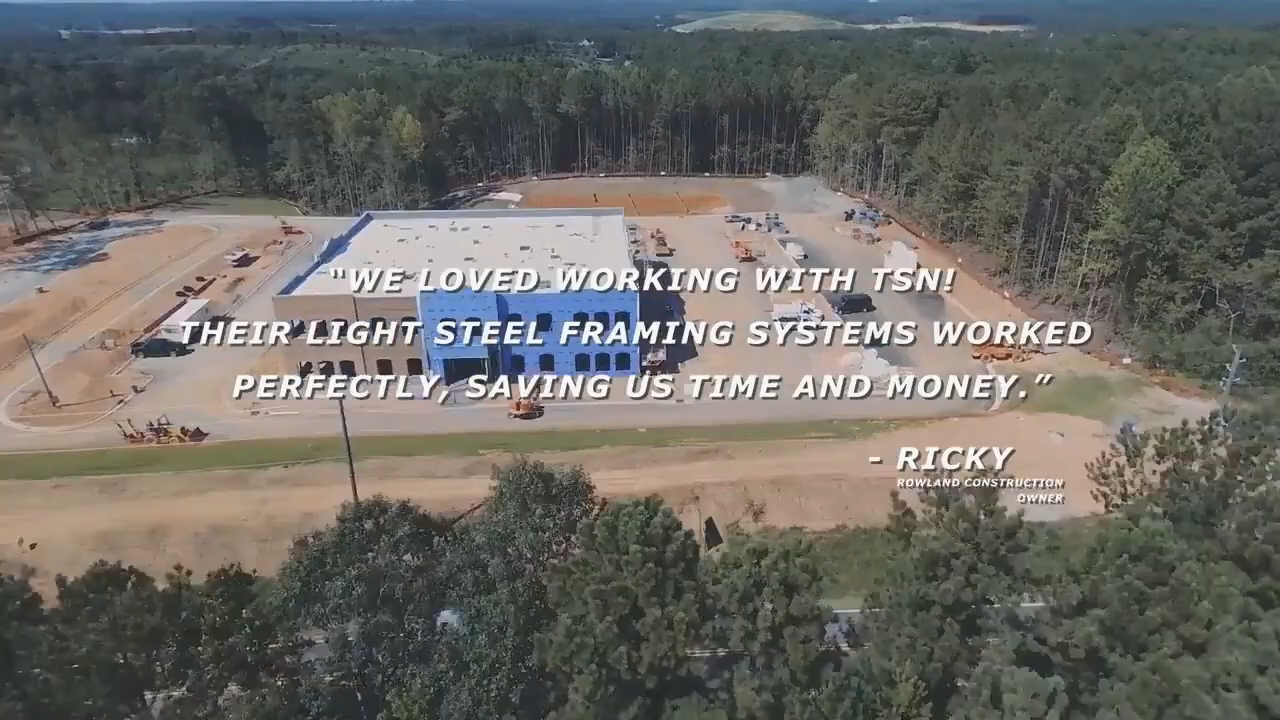 “WE LOVED WORKING WITH TSN!
THEIR LIGHT STEEL FRAMING SYSTEMS WORKED
PERFECTLY, SAVING US TIME AND MONEY.”
- RICKY
ROWLAND CONSTRUCTION
OWNER